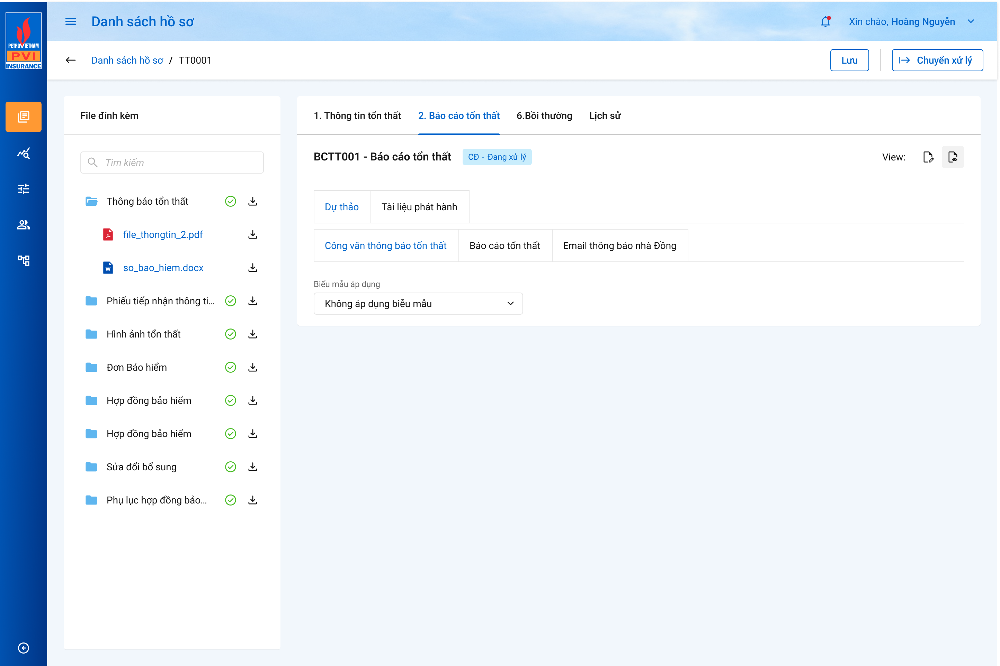 PETROVIETNAM
PVI
INSURANCE
Danh sách hồ sơ
Xin chào, Hoàng Nguyễn
Danh sách hồ sơ / TT0001
Lưu
Chuyển xử lý
File đính kèm
Tìm kiếm
Thông báo tổn thất
file_thongtin_2.pdf
W
so_bao_hiem.docx
Phiếu tiếp nhận thông ti...
Hình ảnh tổn thất
Đơn Bảo hiểm
Hợp đồng bảo hiểm
Hợp đồng bảo hiểm
Sửa đổi bổ sung
Phụ lục hợp đồng bảo...
1. Thông tin tổn thất
2. Báo cáo tổn thất
6.Bồi thường
Lịch sử
BCTT001 - Báo cáo tổn thất
CĐ - Đang xử lý
View:
Dự thảo
Tài liệu phát hành
Công văn thông báo tổn thất
Báo cáo tổn thất
Email thông báo nhà Đồng
Biểu mẫu áp dụng
Không áp dụng biễu mẫu